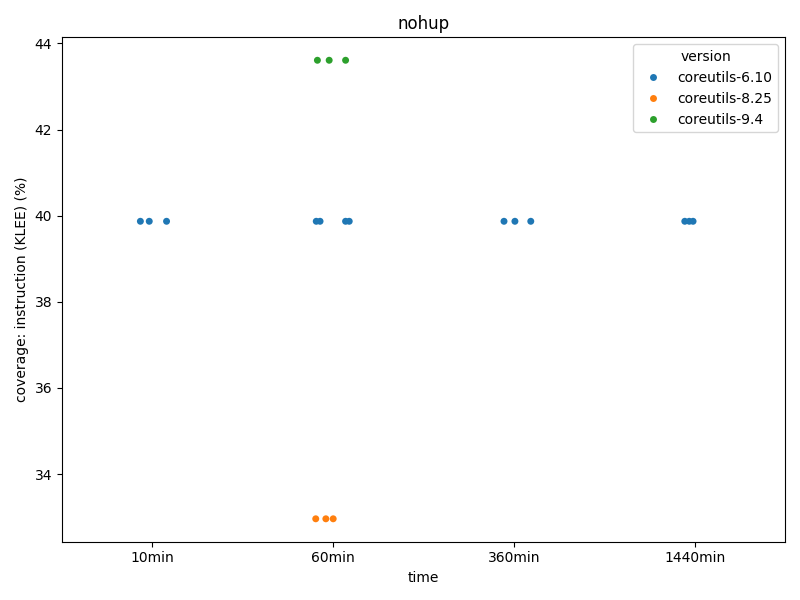 nohup
version
coreutils-6.10
coreutils-8.25
coreutils-9.4
coverage: instruction (KLEE) (%)
44
42
40
38
36
34
10min
60min
360min
1440min
time